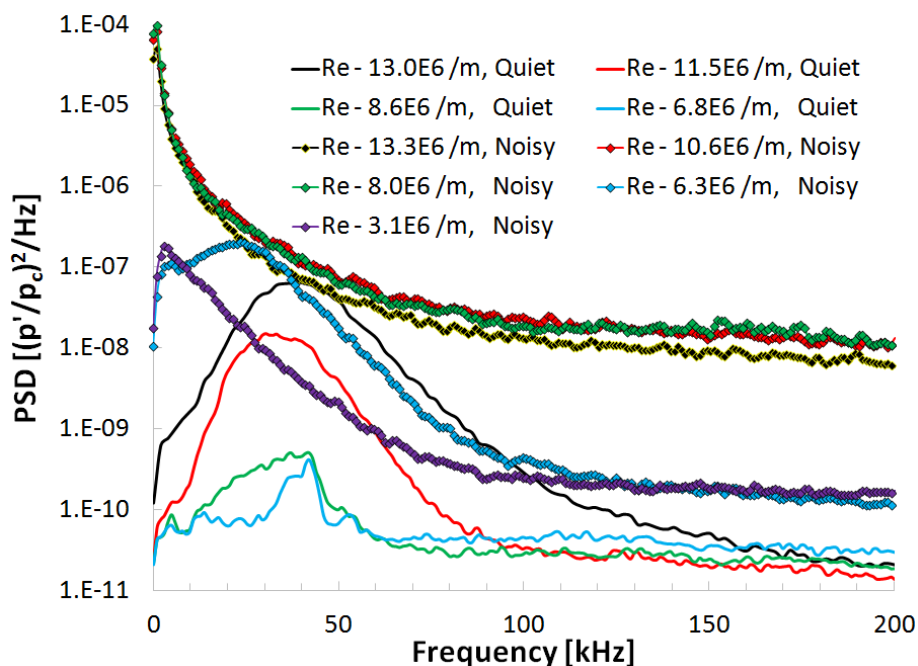 1.E-04
1.E-05
1.E-06
1.E-07
1.E-08
1.E-09
1.E-10
1.E-11
PSD [(p'/pc)²/Hz]
Re - 13.0E6 /m, Quiet
Re - 11.5E6 /m, Quiet
Re - 8.6E6 /m, Quiet
Re - 6.8E6 /m, Quiet
Re - 13.3E6 /m, Noisy
Re - 10.6E6 /m, Noisy
Re - 8.0E6 /m, Noisy
Re - 6.3E6 /m, Noisy
Re - 3.1E6 /m, Noisy
0 50 100 150 200
Frequency [kHz]